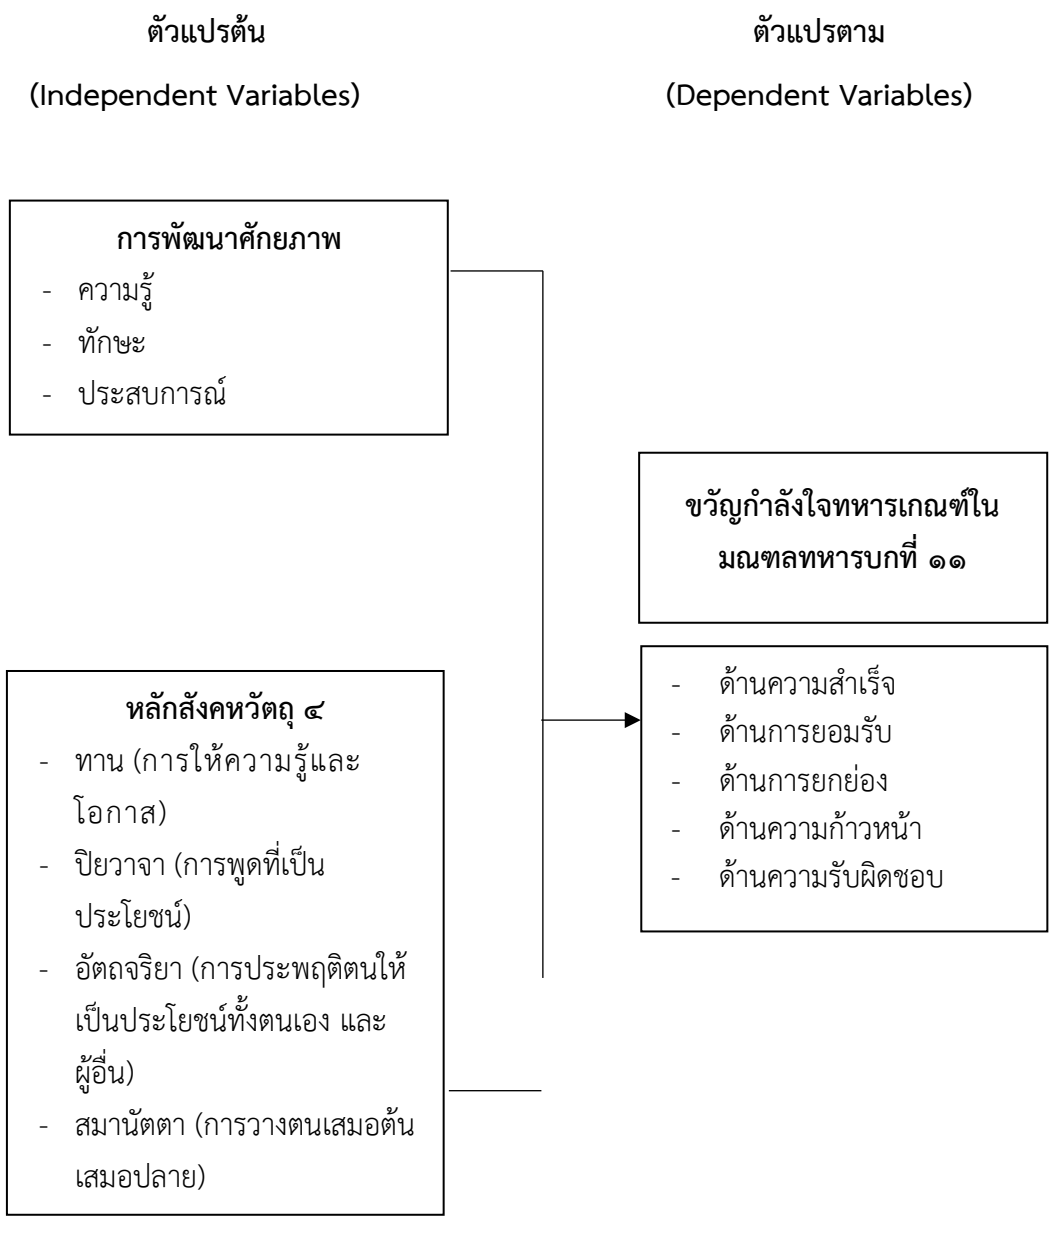 ตัวแปรต้น
(Independent Variables)
ตัวแปรตาม
(Dependent Variables)
การพัฒนาศักยภาพ
- ความรู้
- ทักษะ
- ประสบการณ์
ขวัญกำลังใจทหารเกณฑ์ใน
มณฑลทหารบกที่ ๑๑
- ด้านความสำเร็จ
- ด้านการยอมรับ
- ด้านการยกย่อง
- ด้านความก้าวหน้า
- ด้านความรับผิดชอบ
หลักสังคหวัตถุ ๔
- ทาน (การให้ความรู้และ
โอกาส)
- ปิยวาจา (การพูดที่เป็น
ประโยชน์)
- อัตถจริยา (การประพฤติตนให้
เป็นประโยชน์ทั้งตนเอง และ
ผู้อื่น)
- สมานัตตา (การวางตนเสมอต้น
เสมอปลาย)